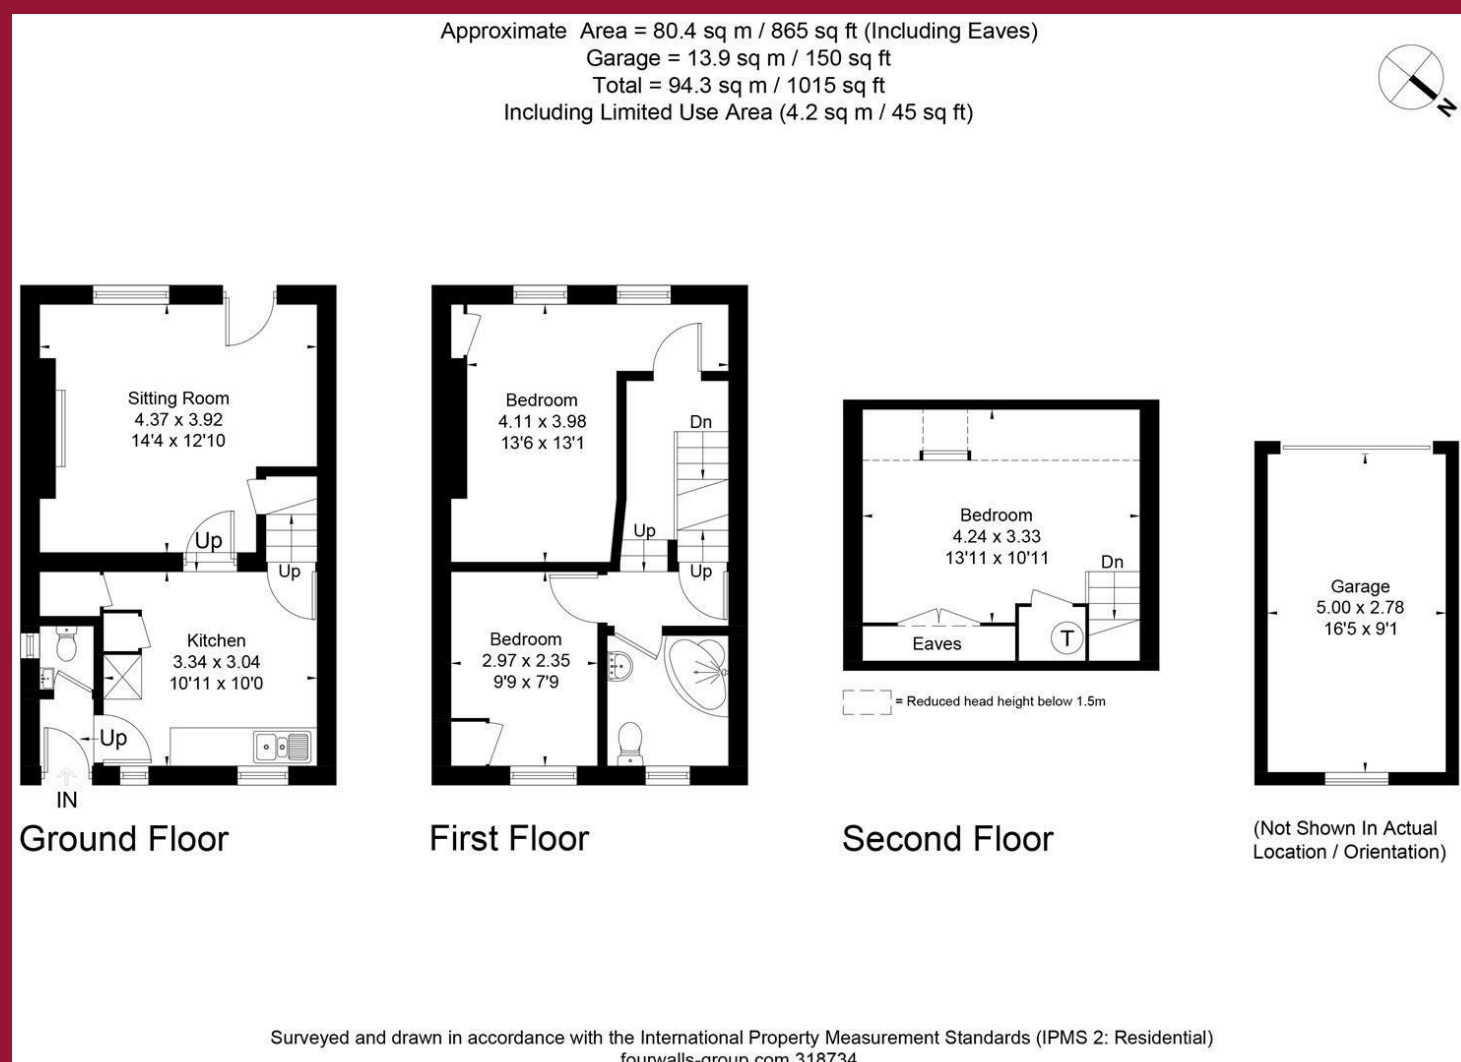 Approximate Area = 80.4 sq m / 865 sq ft (Including Eaves)
Garage = 13.9 sq m / 150 sq ft
Total = 94.3 sq m / 1015 sq ft
Including Limited Use Area (4.2 sq m / 45 sq ft)
N
Sitting Room
4.37 x 3.92
14'4 x 12'10
Up
Up
Kitchen
3.34 x 3.04
10'11 x 10'0
Up
IN
Ground Floor
Bedroom
4.11 x 3.98
13'6 x 13'1
Dn
Up
Up
Bedroom
2.97 x 2.35
9'9 x 7'9
First Floor
Bedroom
4.24 x 3.33
13'11 x 10'11
Dn
Eaves
T
= Reduced head height below 1.5m
Second Floor
Garage
5.00 x 2.78
16'5 x 9'1
(Not Shown In Actual
Location / Orientation)
Surveyed and drawn in accordance with the International Property Measurement Standards (IPMS 2: Residential)
fourwalls-group.com 318734